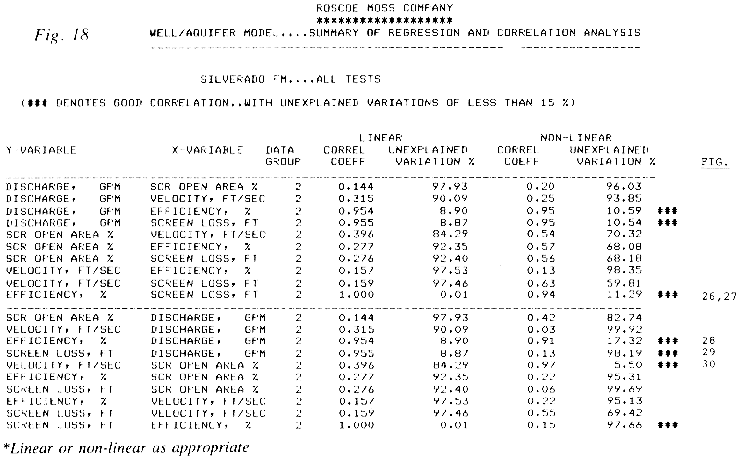 ROSCOE MOSS COMPANY
*******************
Fig. 18
WELL/AQUIFER MODEL....SUMMARY OF REGRESSION AND CORRELATION ANALYSIS
SILVERADO FM....ALL TESTS
(*** DENOTES GOOD CORRELATION..WITH UNEXPLAINED VARIATIONS OF LESS THAN 15 %)
LINEAR NON-LINEAR
Y-VARIABLE X-VARIABLE DATA CORREL UNEXPLAINED CORREL UNEXPLAINED
GROUP COEFF VARIATION % COEFF VARIATION % FIG.
DISCHARGE, GPM SCR OPEN AREA % 2 0.144 97.93 0.20 96.03
DISCHARGE, GPM VELOCITY, FT/SEC 2 0.315 90.09 0.25 93.85
DISCHARGE, GPM EFFICIENCY, % 2 0.954 8.90 0.95 10.59 ***
DISCHARGE, GPM SCREEN LOSS, FT 2 0.955 8.87 0.95 10.54 ***
SCR OPEN AREA % VELOCITY, FT/SEC 2 0.396 84.29 0.54 70.32
SCR OPEN AREA % EFFICIENCY, % 2 0.277 92.35 0.57 68.08
SCR OPEN AREA % SCREEN LOSS, FT 2 0.276 92.40 0.56 68.18
VELOCITY, FT/SEC EFFICIENCY, % 2 0.157 97.53 0.13 98.35
VELOCITY, FT/SEC SCREEN LOSS, FT 2 0.159 97.46 0.63 59.81
EFFICIENCY, % SCREEN LOSS, FT 2 1.000 0.01 0.94 11.29 *** 26,27
SCR OPEN AREA % DISCHARGE, GPM 2 0.144 97.93 0.42 82.74
VELOCITY, FT/SEC DISCHARGE, GPM 2 0.315 90.09 0.03 99.92
EFFICIENCY, % DISCHARGE, GPM 2 0.954 8.90 0.91 17.32 *** 28
SCREEN LOSS, FT DISCHARGE, GPM 2 0.955 8.87 0.13 98.19 *** 29
VELOCITY, FT/SEC SCR OPEN AREA % 2 0.396 84.29 0.97 5.50 *** 30
EFFICIENCY, % SCR OPEN AREA % 2 0.277 92.35 0.22 95.31
SCREEN LOSS, FT SCR OPEN AREA % 2 0.276 92.40 0.06 99.69
EFFICIENCY, % VELOCITY, FT/SEC 2 0.157 97.53 0.22 95.13
SCREEN LOSS, FT VELOCITY, FT/SEC 2 0.159 97.46 0.55 69.42
SCREEN LOSS, FT EFFICIENCY, % 2 1.000 0.01 0.15 97.66 ***
*Linear or non-linear as appropriate